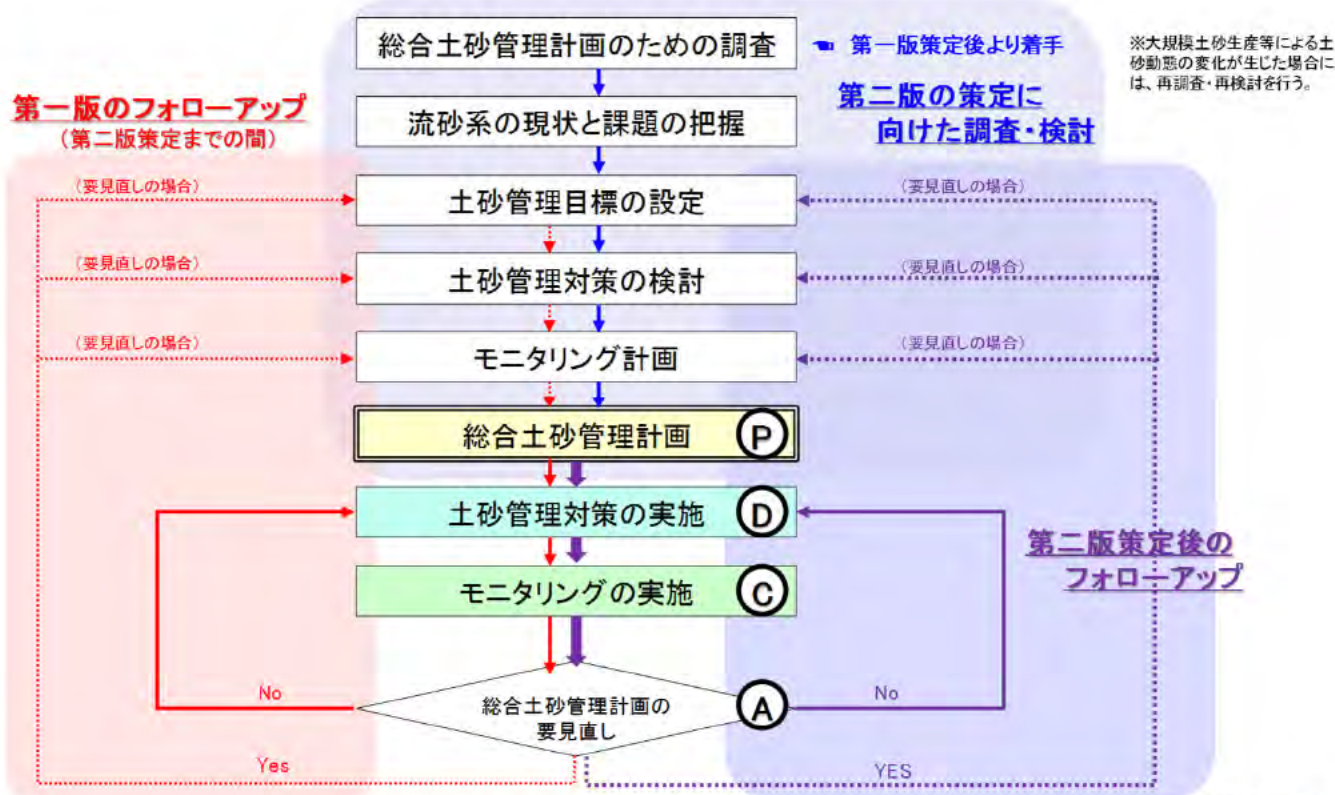 総合土砂管理計画のための調査
☚ 第一版策定後より着手
※大規模土砂生産等による土
砂動態の変化が生じた場合に
は、再調査・再検討を行う。
第一版のフォローアップ
（第二版策定までの間）
流砂系の現状と課題の把握
第二版の策定に
向けた調査・検討
（要見直しの場合）
土砂管理目標の設定
（要見直しの場合）
（要見直しの場合）
土砂管理対策の検討
（要見直しの場合）
（要見直しの場合）
モニタリング計画
（要見直しの場合）
総合土砂管理計画 P
土砂管理対策の実施 D
第二版策定後の
フォローアップ
モニタリングの実施 C
No
総合土砂管理計画の
要見直し
A
No
Yes
YES